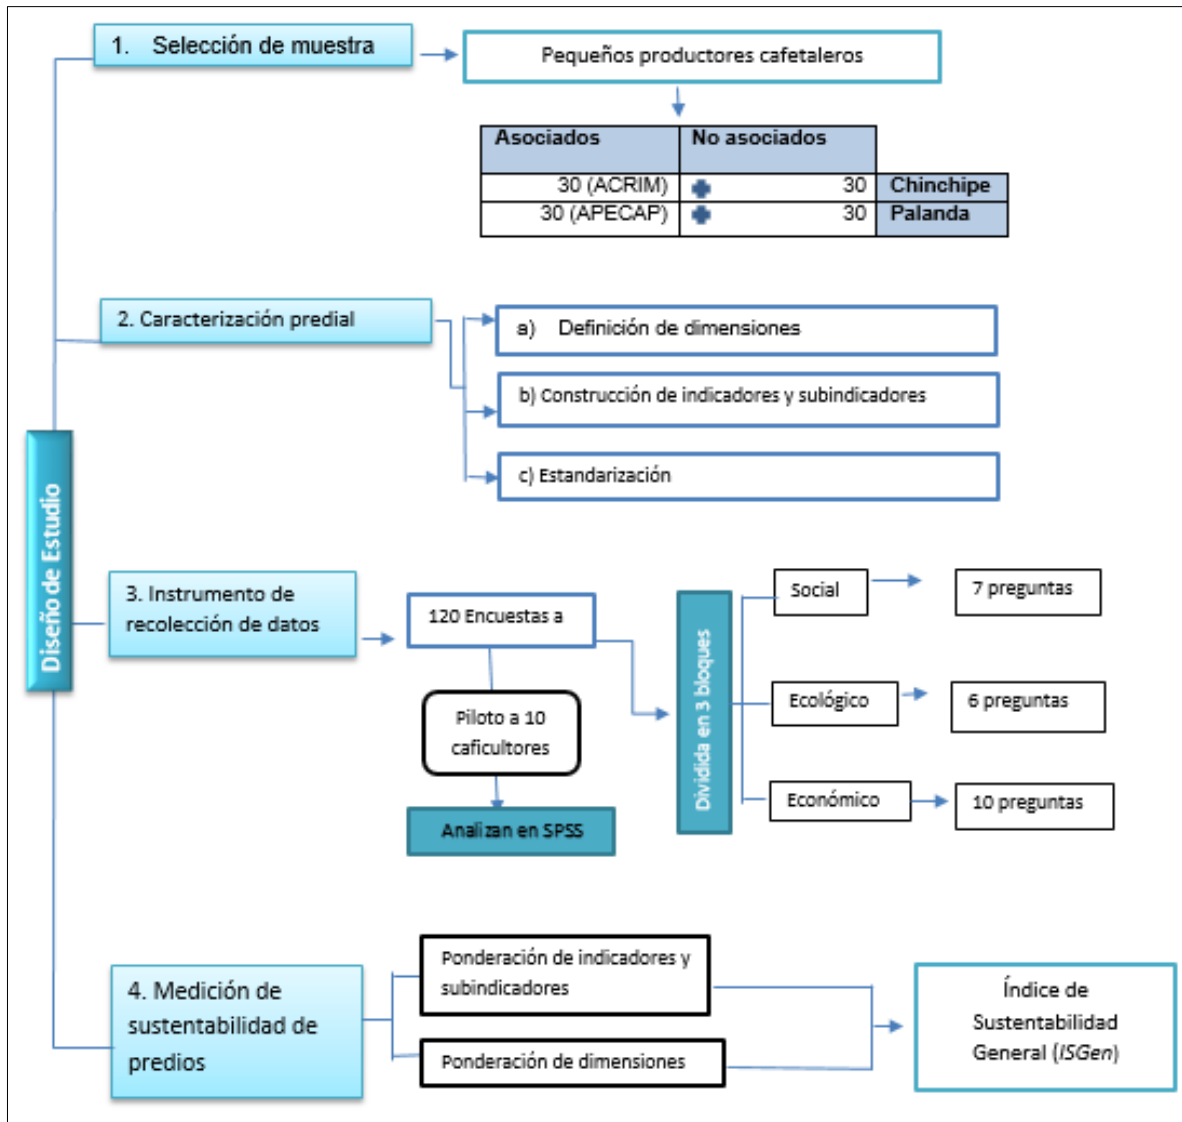 1. Selección de muestra
Pequeños productores cafetaleros
Asociados No asociados
30 (ACRIM) 30 Chinchipe
30 (APECAP) 30 Palanda
2. Caracterización predial
a) Definición de dimensiones
b) Construcción de indicadores y subindicadores
c) Estandarización
Diseño de Estudio
3. Instrumento de
recolección de datos
120 Encuestas a
Piloto a 10
caficultores
Analizan en SPSS
Dividida en 3 bloques
Social
7 preguntas
Ecológico
6 preguntas
Económico
10 preguntas
4. Medición de
sustentabilidad de
predios
Ponderación de indicadores y
subindicadores
Ponderación de dimensiones
Índice de
Sustentabilidad
General (ISGen)